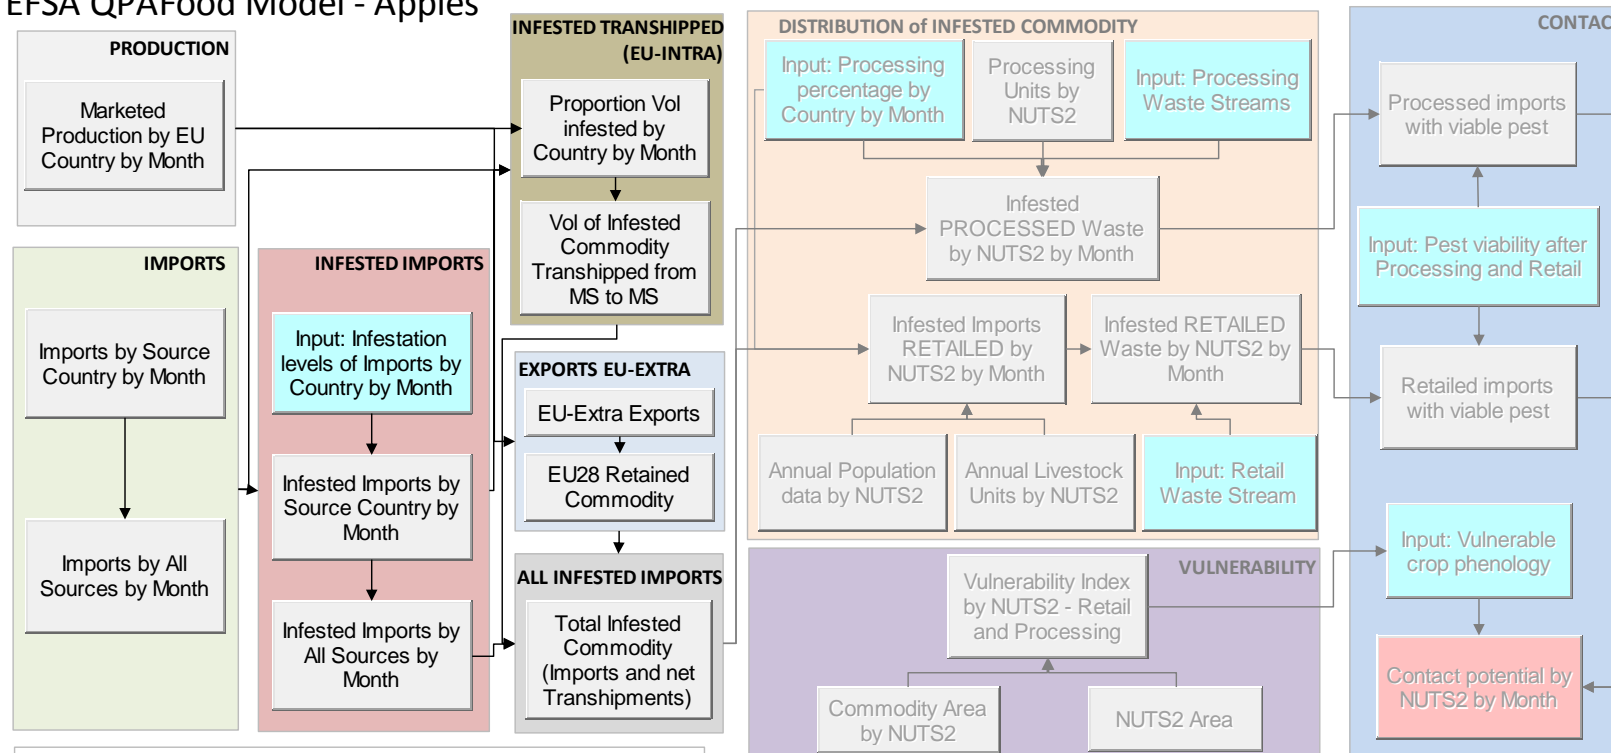 EFSA QPAFood Model - Apples
PRODUCTION
Marketed
Production by EU
Country by Month
IMPORTS
Imports by Source
Country by Month
Imports by All
Sources by Month
INFESTED IMPORTS
Input: Infestation
levels of Imports by
Country by Month
Infested Imports by
Source Country by
Month
Infested Imports by
All Sources by
Month
INFESTED TRANSHIPPED
(EU-INTRA)
Proportion Vol
infested by
Country by Month
Vol of Infested
Commodity
Transhipped from
MS to MS
EXPORTS EU-EXTRA
EU-Extra Exports
EU28 Retained
Commodity
ALL INFESTED IMPORTS
Total Infested
Commodity
(Imports and net
Transhipments)
DISTRIBUTION of INFESTED COMMODITY
Input: Processing
percentage by
Country by Month
Processing
Units by
NUTS2
Input: Processing
Waste Streams
Infested
PROCESSED Waste
by NUTS2 by Month
Infested Imports
RETAILED by
NUTS2 by Month
Infested RETAILED
Waste by NUTS2 by
Month
Annual Population
data by NUTS2
Annual Livestock
Units by NUTS2
Input: Retail
Waste Stream
VULNERABILITY
Vulnerability Index
by NUTS2 - Retail
and Processing
Commodity Area
by NUTS2
NUTS2 Area
CONTAC
Processed imports
with viable pest
Input: Pest viability after
Processing and Retail
Retailed imports
with viable pest
Input: Vulnerable
crop phenology
Contact potential by
NUTS2 by Month